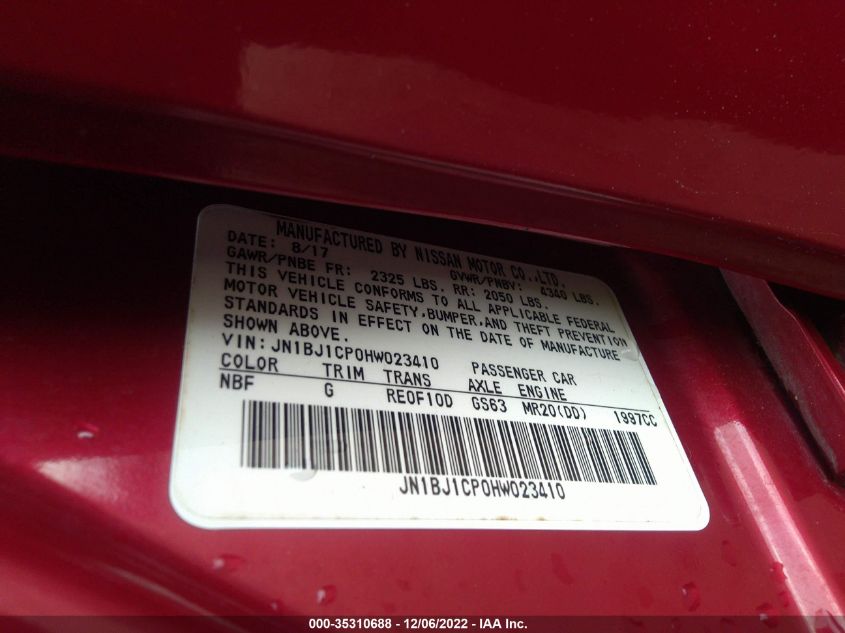 MANUFACTURED BY NISSAN MOTOR CO.,LTD.
DATE: 8/17 GVWR/PNBV: 4340 LBS.
GAWR/PNBE FR: 2325 LBS. RR: 2050 LBS.
THIS VEHICLE CONFORMS TO ALL APPLICABLE FEDERAL
MOTOR VEHICLE SAFETY,BUMPER,AND THEFT PREVENTION
STANDARDS IN EFFECT ON THE DATE OF MANUFACTURE
SHOWN ABOVE.
VIN: JN1BJ1CP0HW023410 PASSENGER CAR
COLOR TRIM TRANS AXLE ENGINE
NBF G RE0F10D GS63 MR20(DD) 1997CC
JN1BJ1CP0HW023410
000-35310688 - 12/06/2022 - IAA Inc.